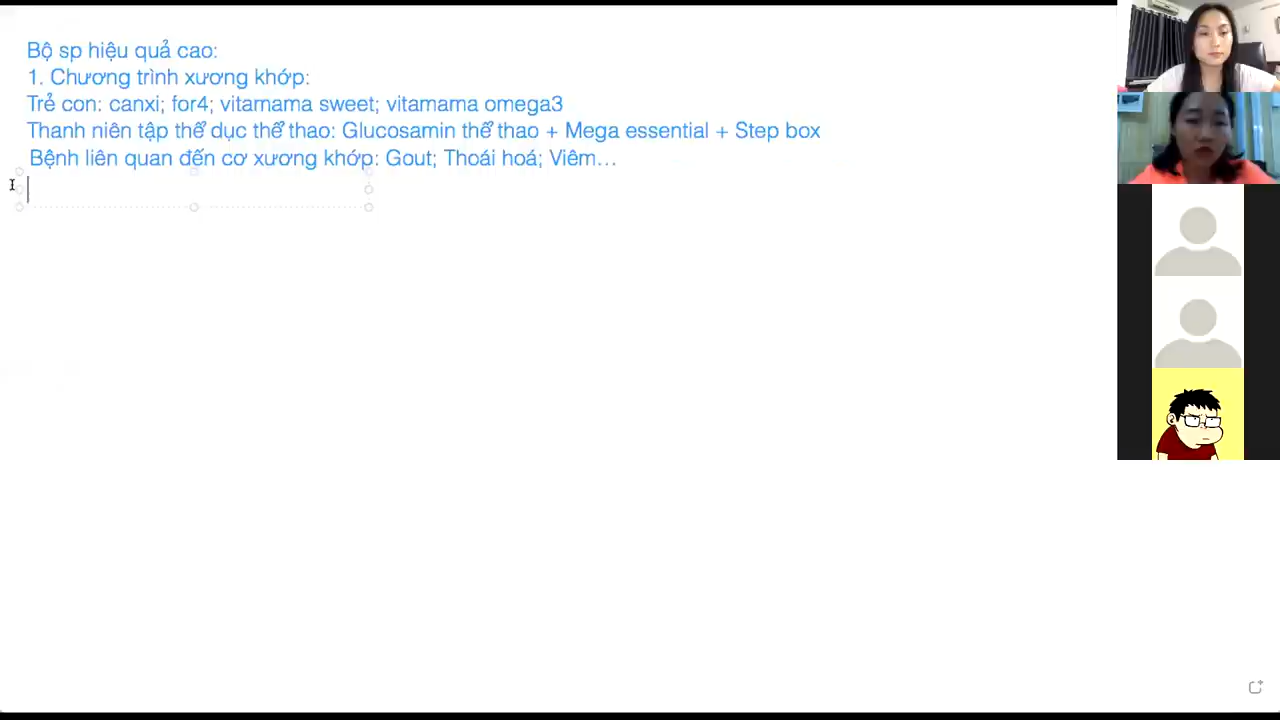 Bộ sp hiệu quả cao:
1. Chương trình xương khớp:
Trẻ con: canxi; for4; vitamama sweet; vitamama omega3
Thanh niên tập thể dục thể thao: Glucosamin thể thao + Mega essential + Step box
Bệnh liên quan đến cơ xương khớp: Gout; Thoái hoá; Viêm...